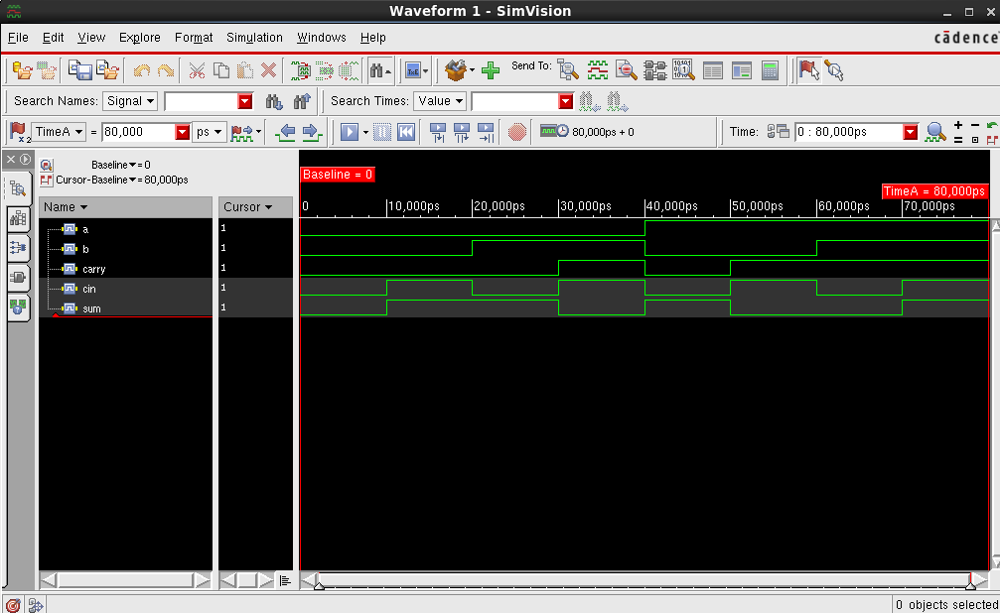 Waveform 1 - SimVision
File Edit View Explore Format Simulation Windows Help
cādence
Send To:
Search Names: Signal Search Times: Value
TimeA = 80,000 ps 80,000ps + 0 Time: 0 : 80,000ps
Baseline = 0
Cursor-Baseline = 80,000ps
Baseline = 0
TimeA = 80,000ps
Name Cursor 0 10,000ps 20,000ps 30,000ps 40,000ps 50,000ps 60,000ps 70,000ps
a 1
b 1
carry 1
cin 1
sum 1
0 objects selected